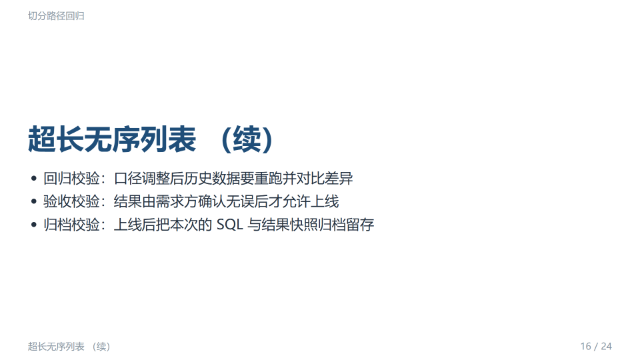 切分路径回归
超长无序列表 （续）
• 回归校验：口径调整后历史数据要重跑并对比差异
• 验收校验：结果由需求方确认无误后才允许上线
• 归档校验：上线后把本次的 SQL 与结果快照归档留存
超长无序列表 （续）
16 / 24